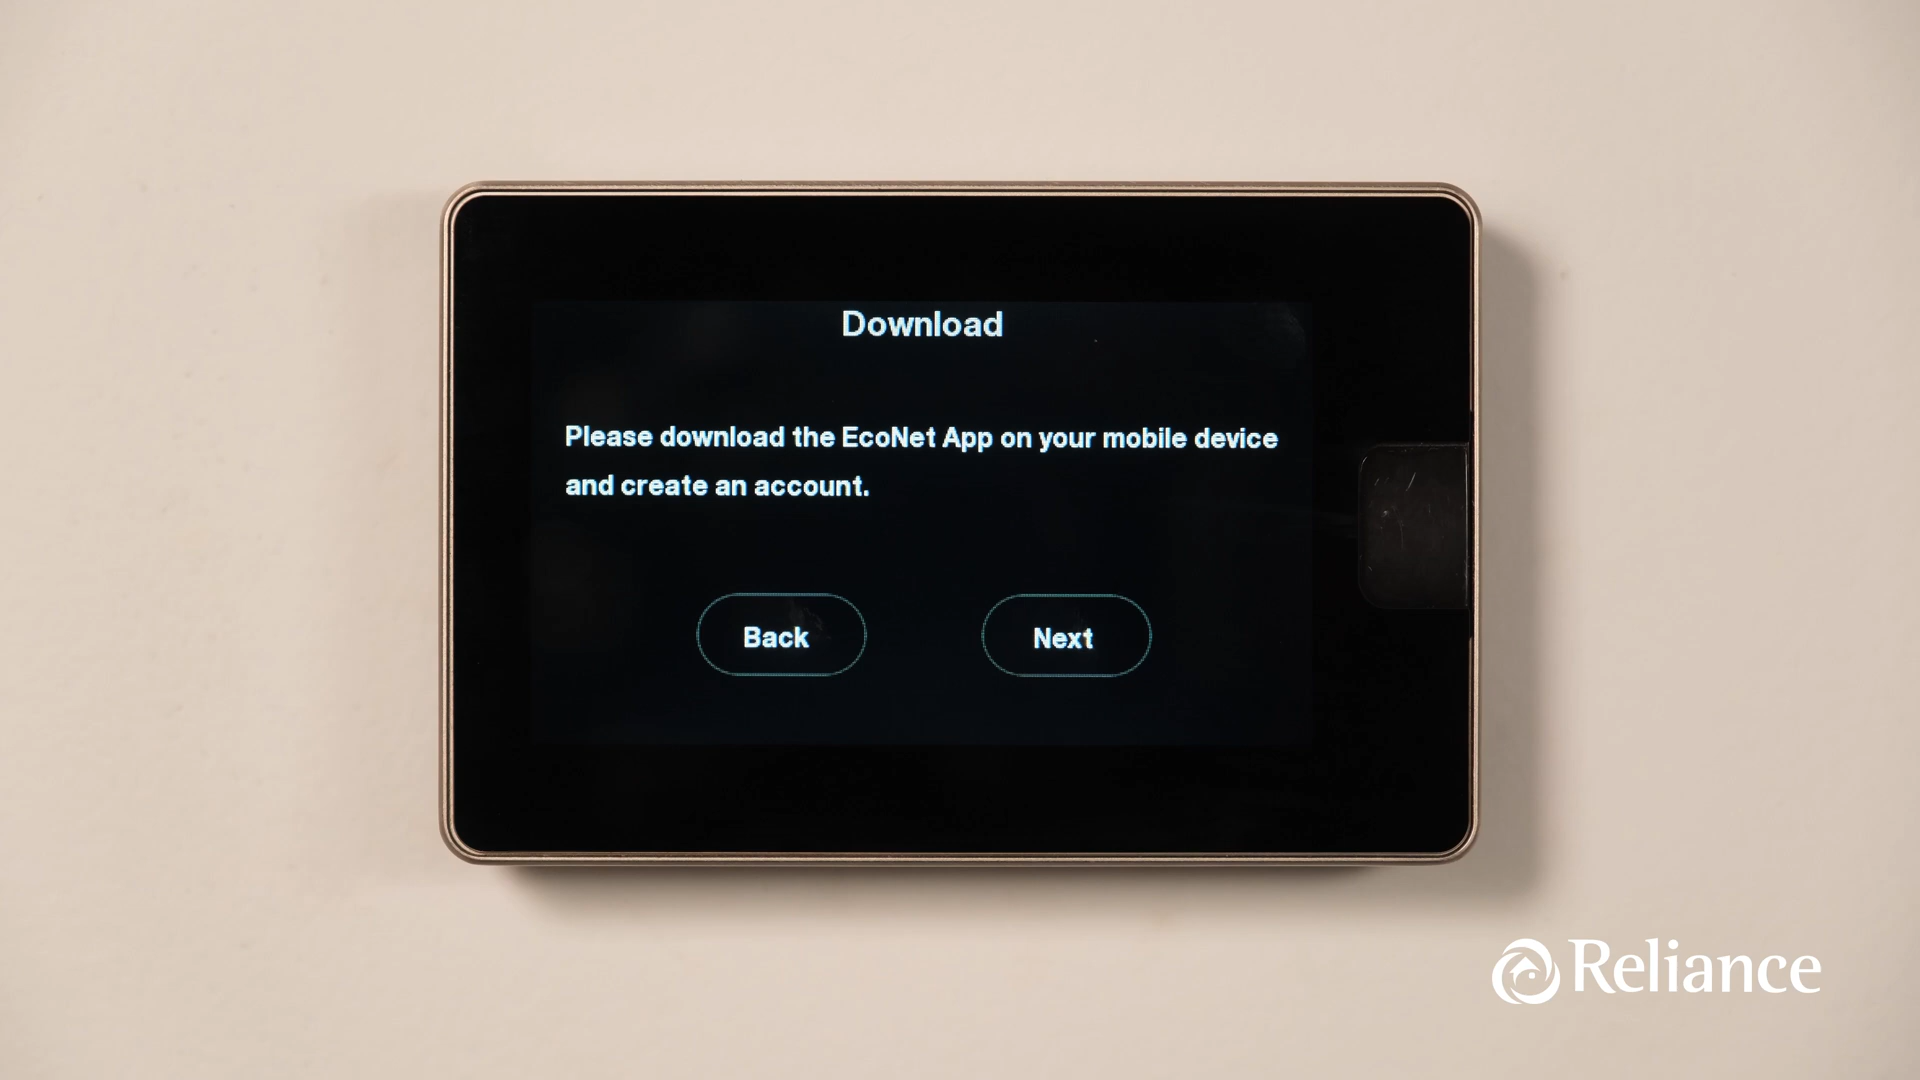 Download
Please download the EcoNet App on your mobile device
and create an account.
Back
Next
Reliance